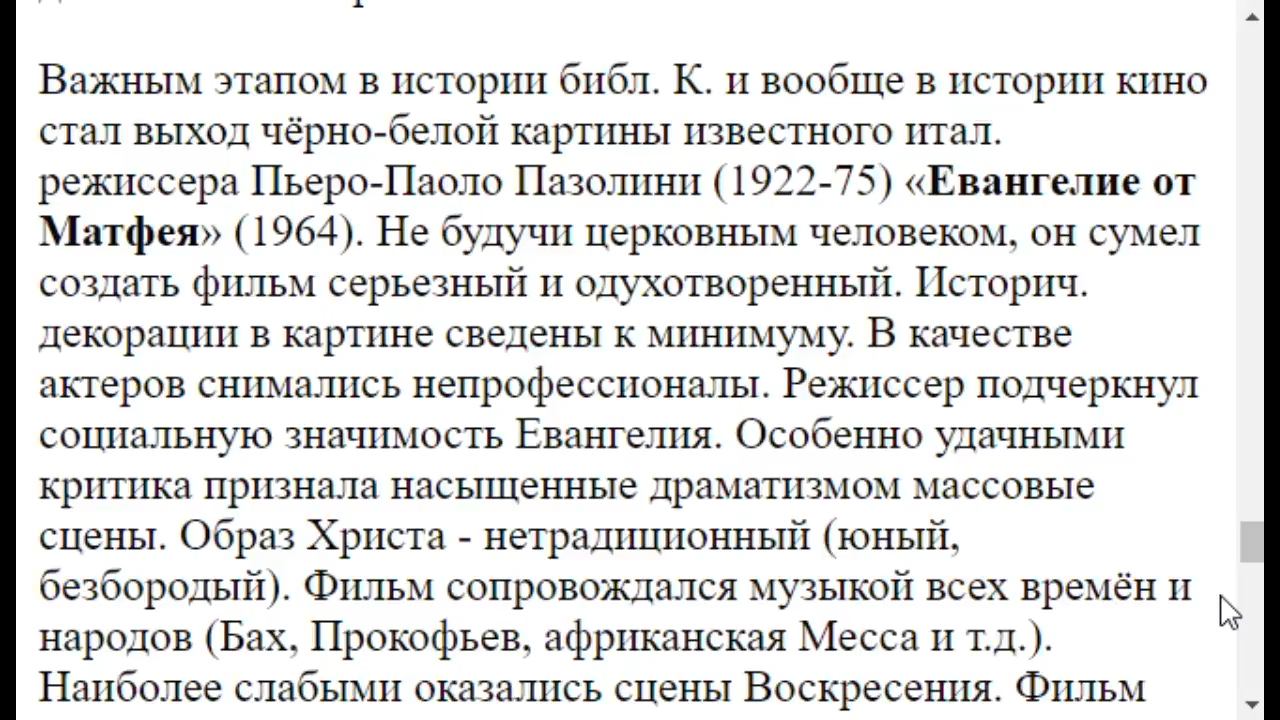 Важным этапом в истории библ. К. и вообще в истории кино
стал выход чёрно-белой картины известного итал.
режиссера Пьеро-Паоло Пазолини (1922-75) «Евангелие от
Матфея» (1964). Не будучи церковным человеком, он сумел
создать фильм серьезный и одухотворенный. Историч.
декорации в картине сведены к минимуму. В качестве
актеров снимались непрофессионалы. Режиссер подчеркнул
социальную значимость Евангелия. Особенно удачными
критика признала насыщенные драматизмом массовые
сцены. Образ Христа - нетрадиционный (юный,
безбородый). Фильм сопровождался музыкой всех времён и
народов (Бах, Прокофьев, африканская Месса и т.д.).
Наиболее слабыми оказались сцены Воскресения. Фильм